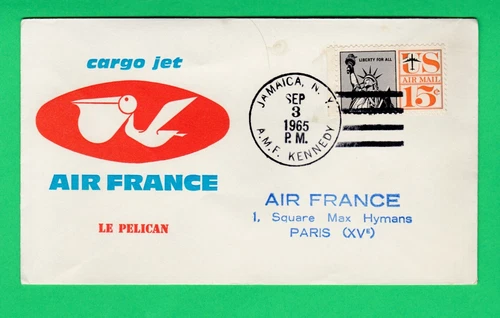 cargo jet
AIR FRANCE
LE PELICAN
JAMAICA, N.Y.
SEP
3
1965
P.M.
A.M.F. KENNEDY
LIBERTY FOR ALL
US
AIR MAIL
15c
AIR FRANCE
1, Square Max Hymans
PARIS (XVᵉ)